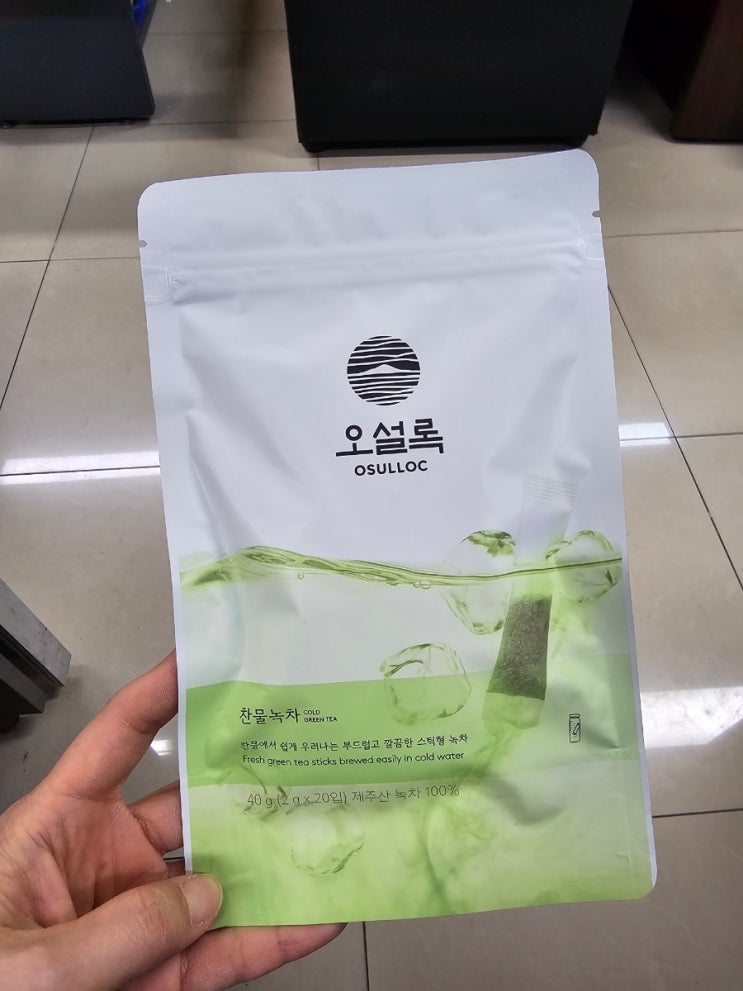 오설록
OSULLOC
찬물녹차 COLD
GREEN TEA
찬물에서 쉽게 우러나는 부드럽고 깔끔한 스틱형 녹차
Fresh green tea sticks brewed easily in cold water
40 g (2 g x 20입) 제주산 녹차 100%